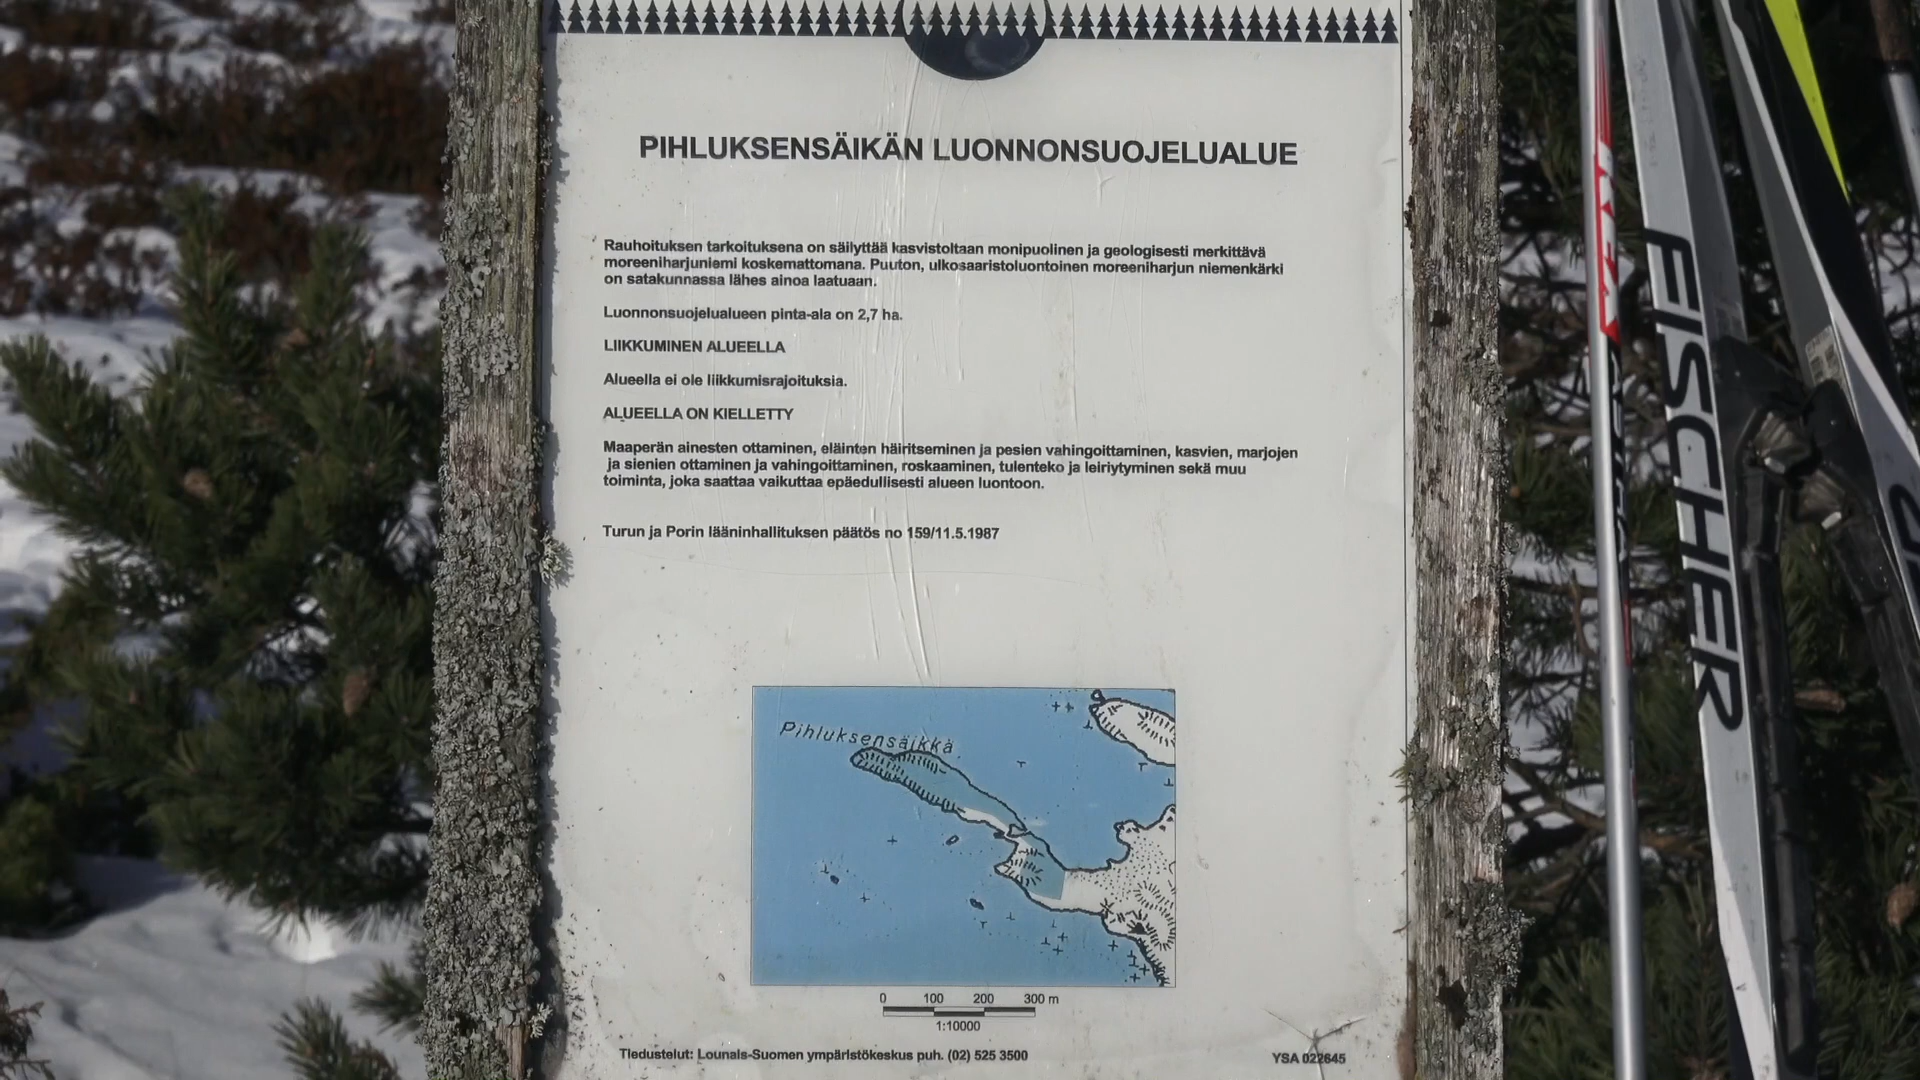 PIHLUKSENSÄIKÄN LUONNONSUOJELUALUE
Rauhoituksen tarkoituksena on säilyttää kasvistoltaan monipuolinen ja geologisesti merkittävä
moreeniharjuniemi koskemattomana. Puuton, ulkosaaristoluontoinen moreeniharjun niemenkärki
on satakunnassa lähes ainoa laatuaan.
Luonnonsuojelualueen pinta-ala on 2,7 ha.
LIIKKUMINEN ALUEELLA
Alueella ei ole liikkumisrajoituksia.
ALUEELLA ON KIELLETTY
Maaperän ainesten ottaminen, eläinten häiritseminen ja pesien vahingoittaminen, kasvien, marjojen
ja sienien ottaminen ja vahingoittaminen, roskaaminen, tulenteko ja leiriytyminen sekä muu
toiminta, joka saattaa vaikuttaa epäedullisesti alueen luontoon.
Turun ja Porin lääninhallituksen päätös no 159/11.5.1987
Pihluksensäikkä
0 100 200 300 m
1:10000
Tiedustelut: Lounais-Suomen ympäristökeskus puh. (02) 525 3500
YSA 022645
FISCHER